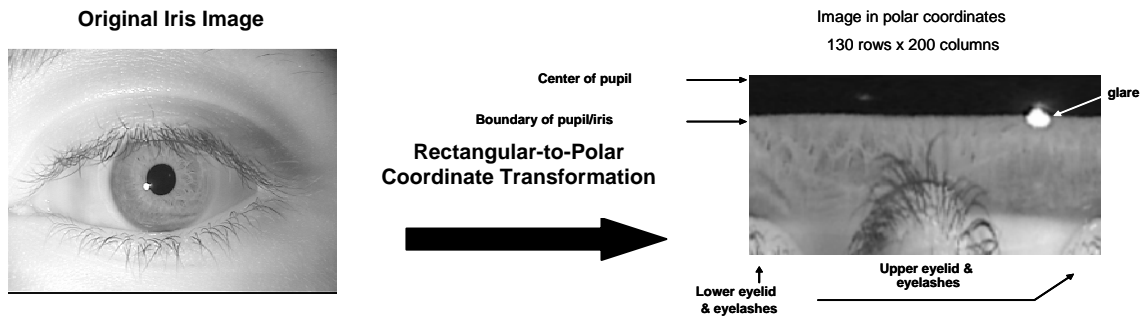 Original Iris Image
Image in polar coordinates
130 rows x 200 columns
Center of pupil
glare
Boundary of pupil/iris
Rectangular-to-Polar
Coordinate Transformation
Upper eyelid &
eyelashes
Lower eyelid
& eyelashes